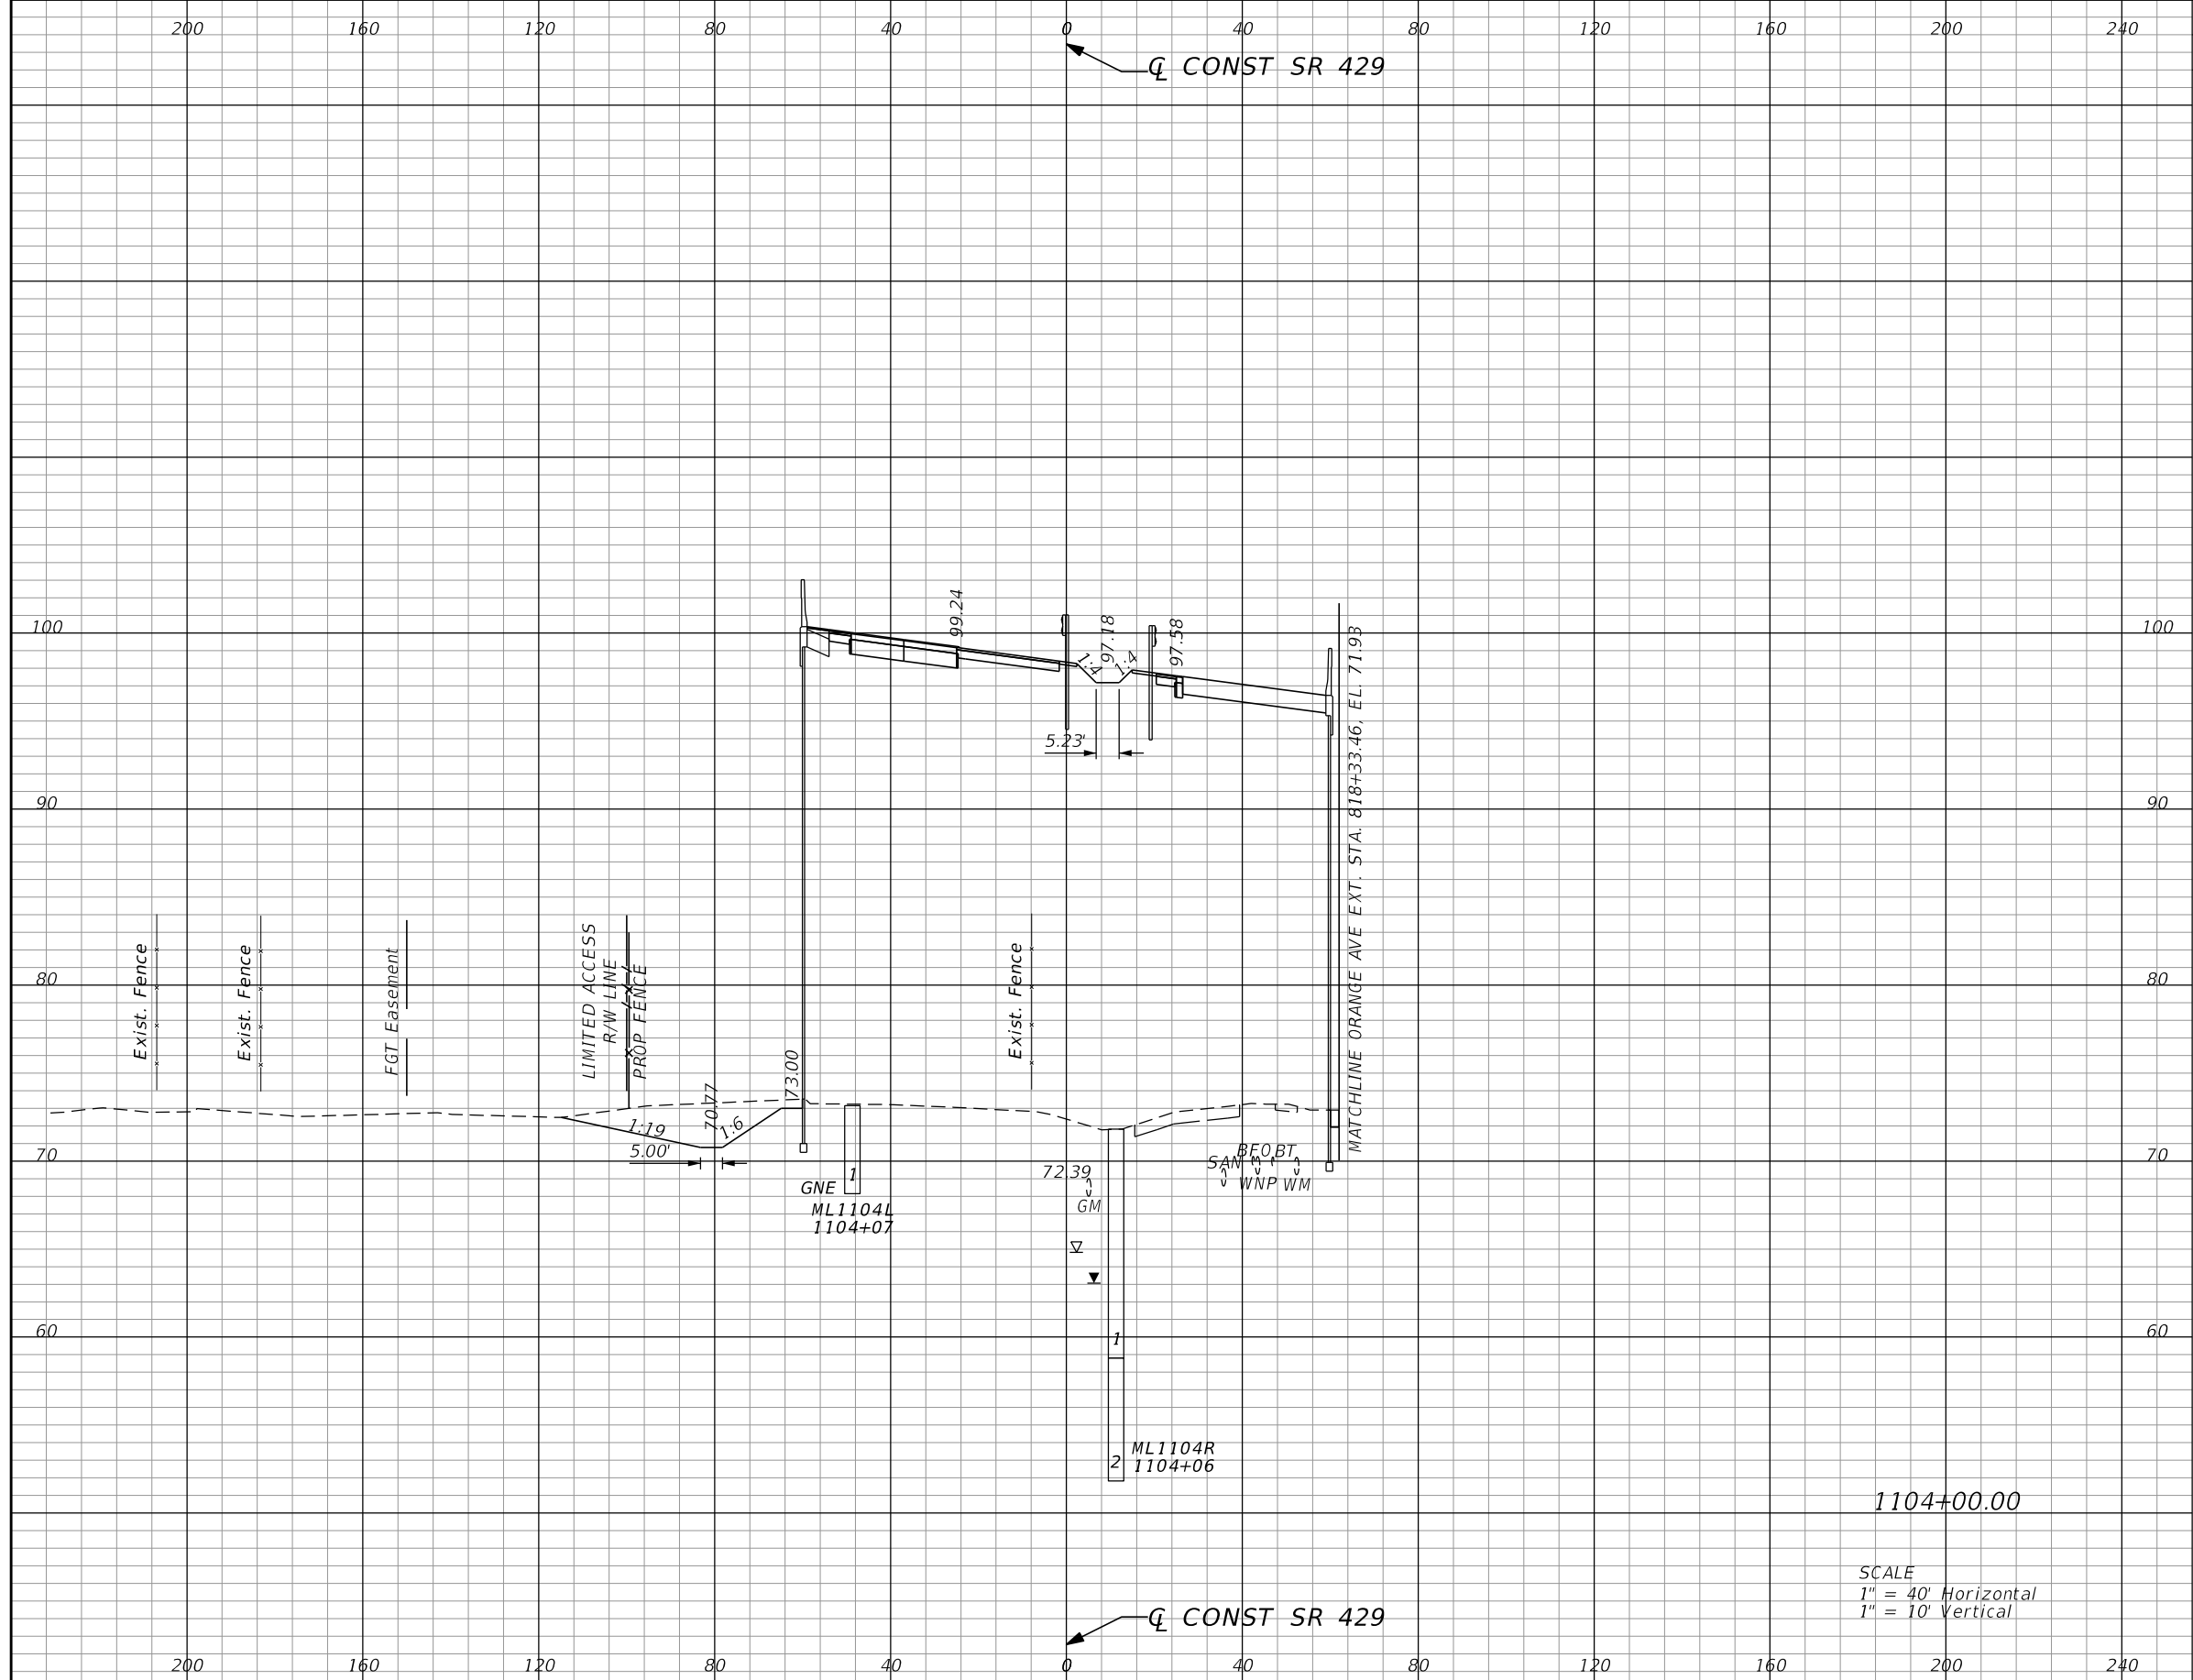 200 160 120 80 40 0 40 80 120 160 200 240
℄ CONST SR 429
99.24
97.18
97.58
1:4
1:4
100 100
5.23'
90 90
MATCHLINE ORANGE AVE EXT. STA. 818+33.46, EL. 71.93
Exist. Fence
Exist. Fence
FGT Easement
LIMITED ACCESS
R/W LINE
PROP FENCE
Exist. Fence
80 80
73.00
70.77
1:19
1:6
5.00'
70 70
72.39
GM
SAN
BFO
BT
WNP
WM
1
GNE
ML1104L
1104+07
60 60
1
2
ML1104R
1104+06
1104+00.00
SCALE
1" = 40' Horizontal
1" = 10' Vertical
℄ CONST SR 429
200 160 120 80 40 0 40 80 120 160 200 240